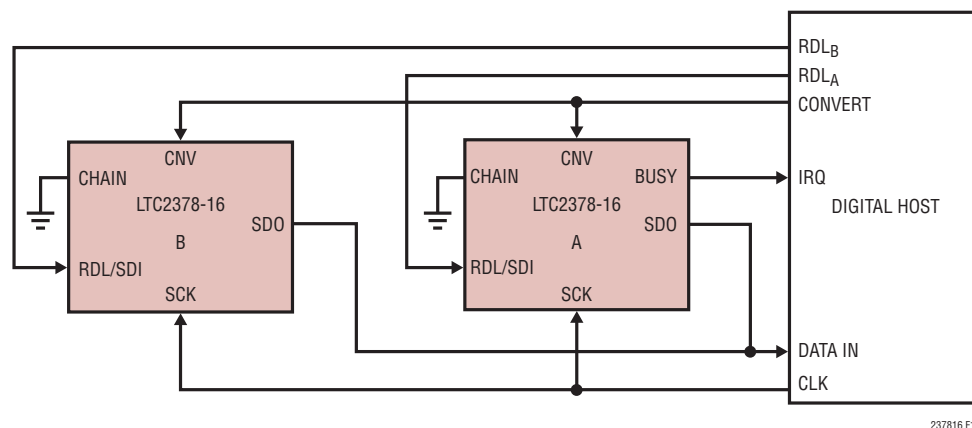 RDLB
RDLA
CONVERT
CNV
CHAIN
LTC2378-16
B
SDO
RDL/SDI
SCK
CNV
CHAIN
BUSY
LTC2378-16
SDO
A
RDL/SDI
SCK
IRQ
DIGITAL HOST
DATA IN
CLK
237816